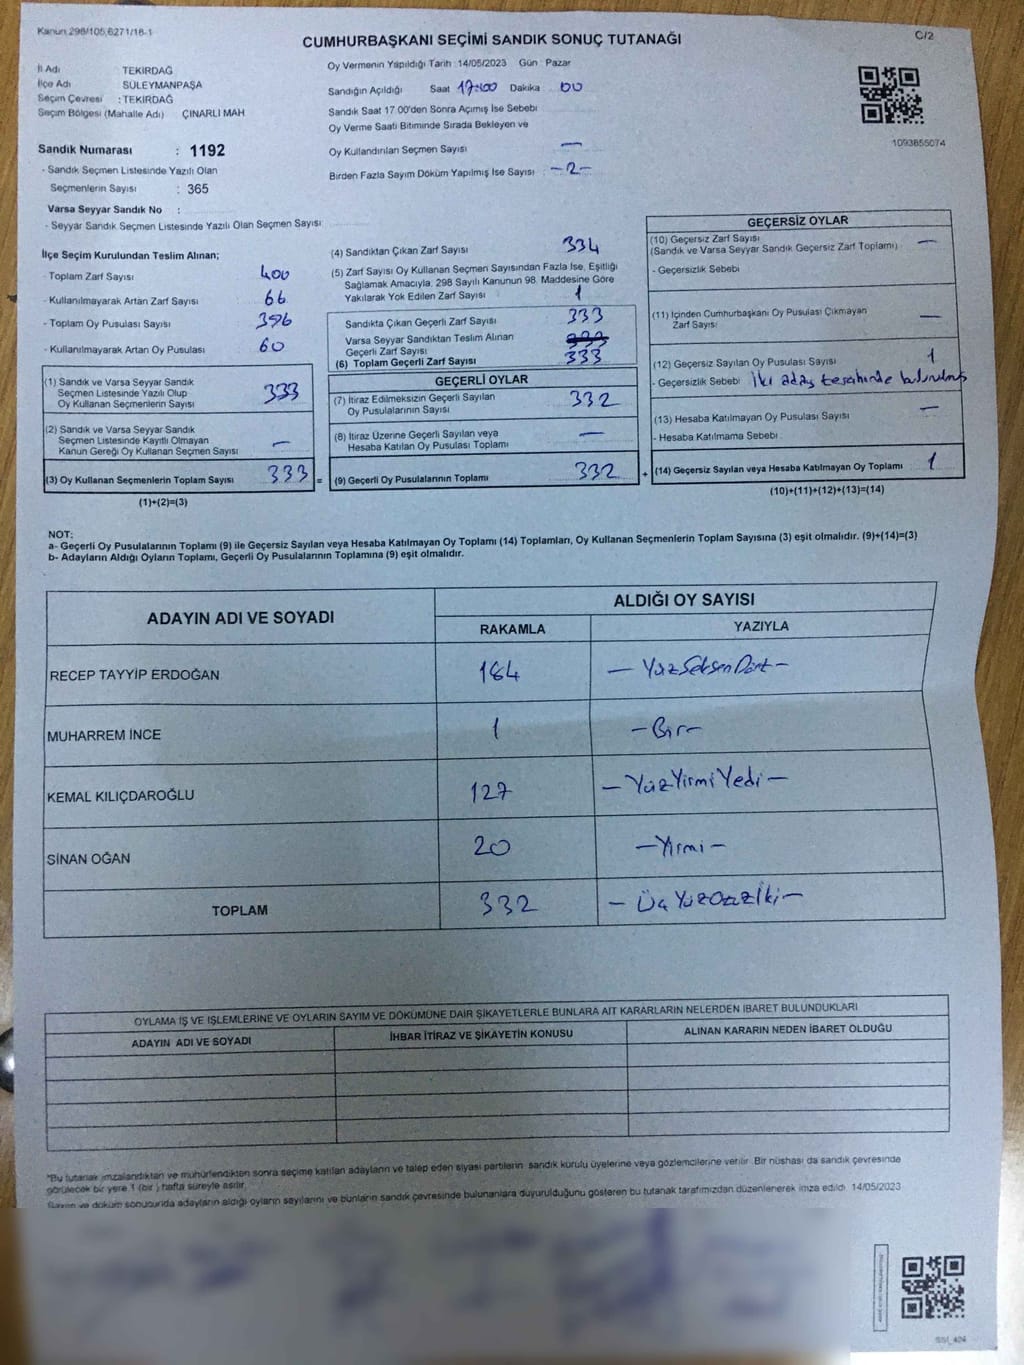 Kanun 298/105,6271/18-1
C/2
CUMHURBAŞKANI SEÇİMİ SANDIK SONUÇ TUTANAĞI
İl Adı TEKİRDAĞ
İlçe Adı SÜLEYMANPAŞA
Seçim Çevresi : TEKİRDAĞ
Seçim Bölgesi (Mahalle Adı) ÇINARLI MAH
Oy Vermenin Yapıldığı Tarih :14/05/2023 Gün : Pazar
Sandığın Açıldığı Saat 17:00 Dakika 00
Sandık Saat 17.00'den Sonra Açımış İse Sebebi
Oy Verme Saati Bitiminde Sırada Bekleyen ve
Oy Kullandırılan Seçmen Sayısı —
Birden Fazla Sayım Döküm Yapılmış İse Sayısı : -2-
1093855074
Sandık Numarası : 1192
- Sandık Seçmen Listesinde Yazılı Olan
Seçmenlerin Sayısı : 365
Varsa Seyyar Sandık No :
- Seyyar Sandık Seçmen Listesinde Yazılı Olan Seçmen Sayısı
İlçe Seçim Kurulundan Teslim Alınan;
- Toplam Zarf Sayısı 400
- Kullanılmayarak Artan Zarf Sayısı 66
- Toplam Oy Pusulası Sayısı 396
- Kullanılmayarak Artan Oy Pusulası 60
(1) Sandık ve Varsa Seyyar Sandık
Seçmen Listesinde Yazılı Olup
Oy Kullanan Seçmenlerin Sayısı 333
(2) Sandık ve Varsa Seyyar Sandık
Seçmen Listesinde Kayıtlı Olmayan
Kanun Gereği Oy Kullanan Seçmen Sayısı —
(3) Oy Kullanan Seçmenlerin Toplam Sayısı 333 =
(1)+(2)=(3)
(4) Sandıktan Çıkan Zarf Sayısı 334
(5) Zarf Sayısı Oy Kullanan Seçmen Sayısından Fazla İse, Eşitliği
Sağlamak Amacıyla, 298 Sayılı Kanunun 98. Maddesine Göre
Yakılarak Yok Edilen Zarf Sayısı 1
Sandıkta Çıkan Geçerli Zarf Sayısı 333
Varsa Seyyar Sandıktan Teslim Alınan
Geçerli Zarf Sayısı
(6) Toplam Geçerli Zarf Sayısı 333
GEÇERLİ OYLAR
(7) İtiraz Edilmeksizin Geçerli Sayılan
Oy Pusulalarının Sayısı 332
(8) İtiraz Üzerine Geçerli Sayılan veya
Hesaba Katılan Oy Pusulası Toplamı —
(9) Geçerli Oy Pusulalarının Toplamı 332 +
GEÇERSİZ OYLAR
(10) Geçersiz Zarf Sayısı
(Sandık ve Varsa Seyyar Sandık Geçersiz Zarf Toplamı) —
- Geçersizlik Sebebi
(11) İçinden Cumhurbaşkanı Oy Pusulası Çıkmayan
Zarf Sayısı —
(12) Geçersiz Sayılan Oy Pusulası Sayısı 1
- Geçersizlik Sebebi İki aday tercihinde bulunulmuş
(13) Hesaba Katılmayan Oy Pusulası Sayısı —
- Hesaba Katılmama Sebebi :
(14) Geçersiz Sayılan veya Hesaba Katılmayan Oy Toplamı 1
(10)+(11)+(12)+(13)=(14)
NOT:
a- Geçerli Oy Pusulalarının Toplamı (9) ile Geçersiz Sayılan veya Hesaba Katılmayan Oy Toplamı (14) Toplamları, Oy Kullanan Seçmenlerin Toplam Sayısına (3) eşit olmalıdır. (9)+(14)=(3)
b- Adayların Aldığı Oyların Toplamı, Geçerli Oy Pusulalarının Toplamına (9) eşit olmalıdır.
ADAYIN ADI VE SOYADI ALDIĞI OY SAYISI
RAKAMLA YAZIYLA
RECEP TAYYİP ERDOĞAN 184 — YüzSeksenDört —
MUHARREM İNCE 1 — Bir —
KEMAL KILIÇDAROĞLU 127 — YüzYirmiYedi —
SİNAN OĞAN 20 — Yirmi —
TOPLAM 332 — ÜçYüzOtuzİki —
OYLAMA İŞ VE İŞLEMLERİNE VE OYLARIN SAYIM VE DÖKÜMÜNE DAİR ŞİKAYETLERLE BUNLARA AİT KARARLARIN NELERDEN İBARET BULUNDUKLARI
ADAYIN ADI VE SOYADI İHBAR İTİRAZ VE ŞİKAYETİN KONUSU ALINAN KARARIN NEDEN İBARET OLDUĞU
"Bu tutanak imzalandıktan ve mühürlendikten sonra seçime katılan adayların ve talep eden siyasi partilerin sandık kurulu üyelerine veya gözlemcilerine verilir. Bir nüshası da sandık çevresinde
görülecek bir yere 1 (bir ) hafta süreyle asılır.
Sayım ve döküm sonucunda adayların aldığı oyların sayılarını ve bunların sandık çevresinde bulunanlara duyurulduğunu gösteren bu tutanak tarafımızdan düzenlenerek imza edildi. 14/05/2023